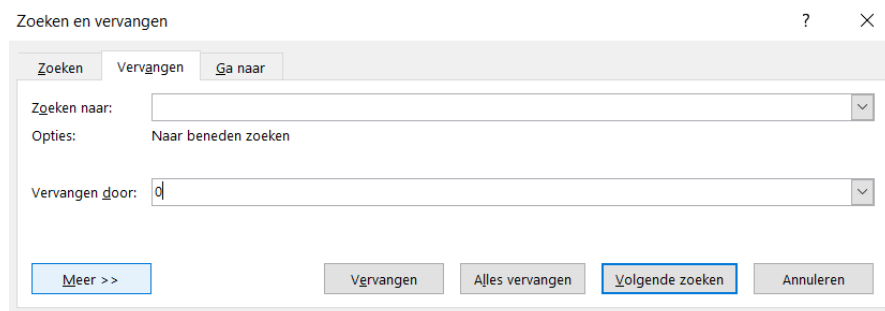 Zoeken en vervangen ?
Zoeken Vervangen Ga naar
Zoeken naar:
Opties: Naar beneden zoeken
Vervangen door: 0
Meer >> Vervangen Alles vervangen Volgende zoeken Annuleren